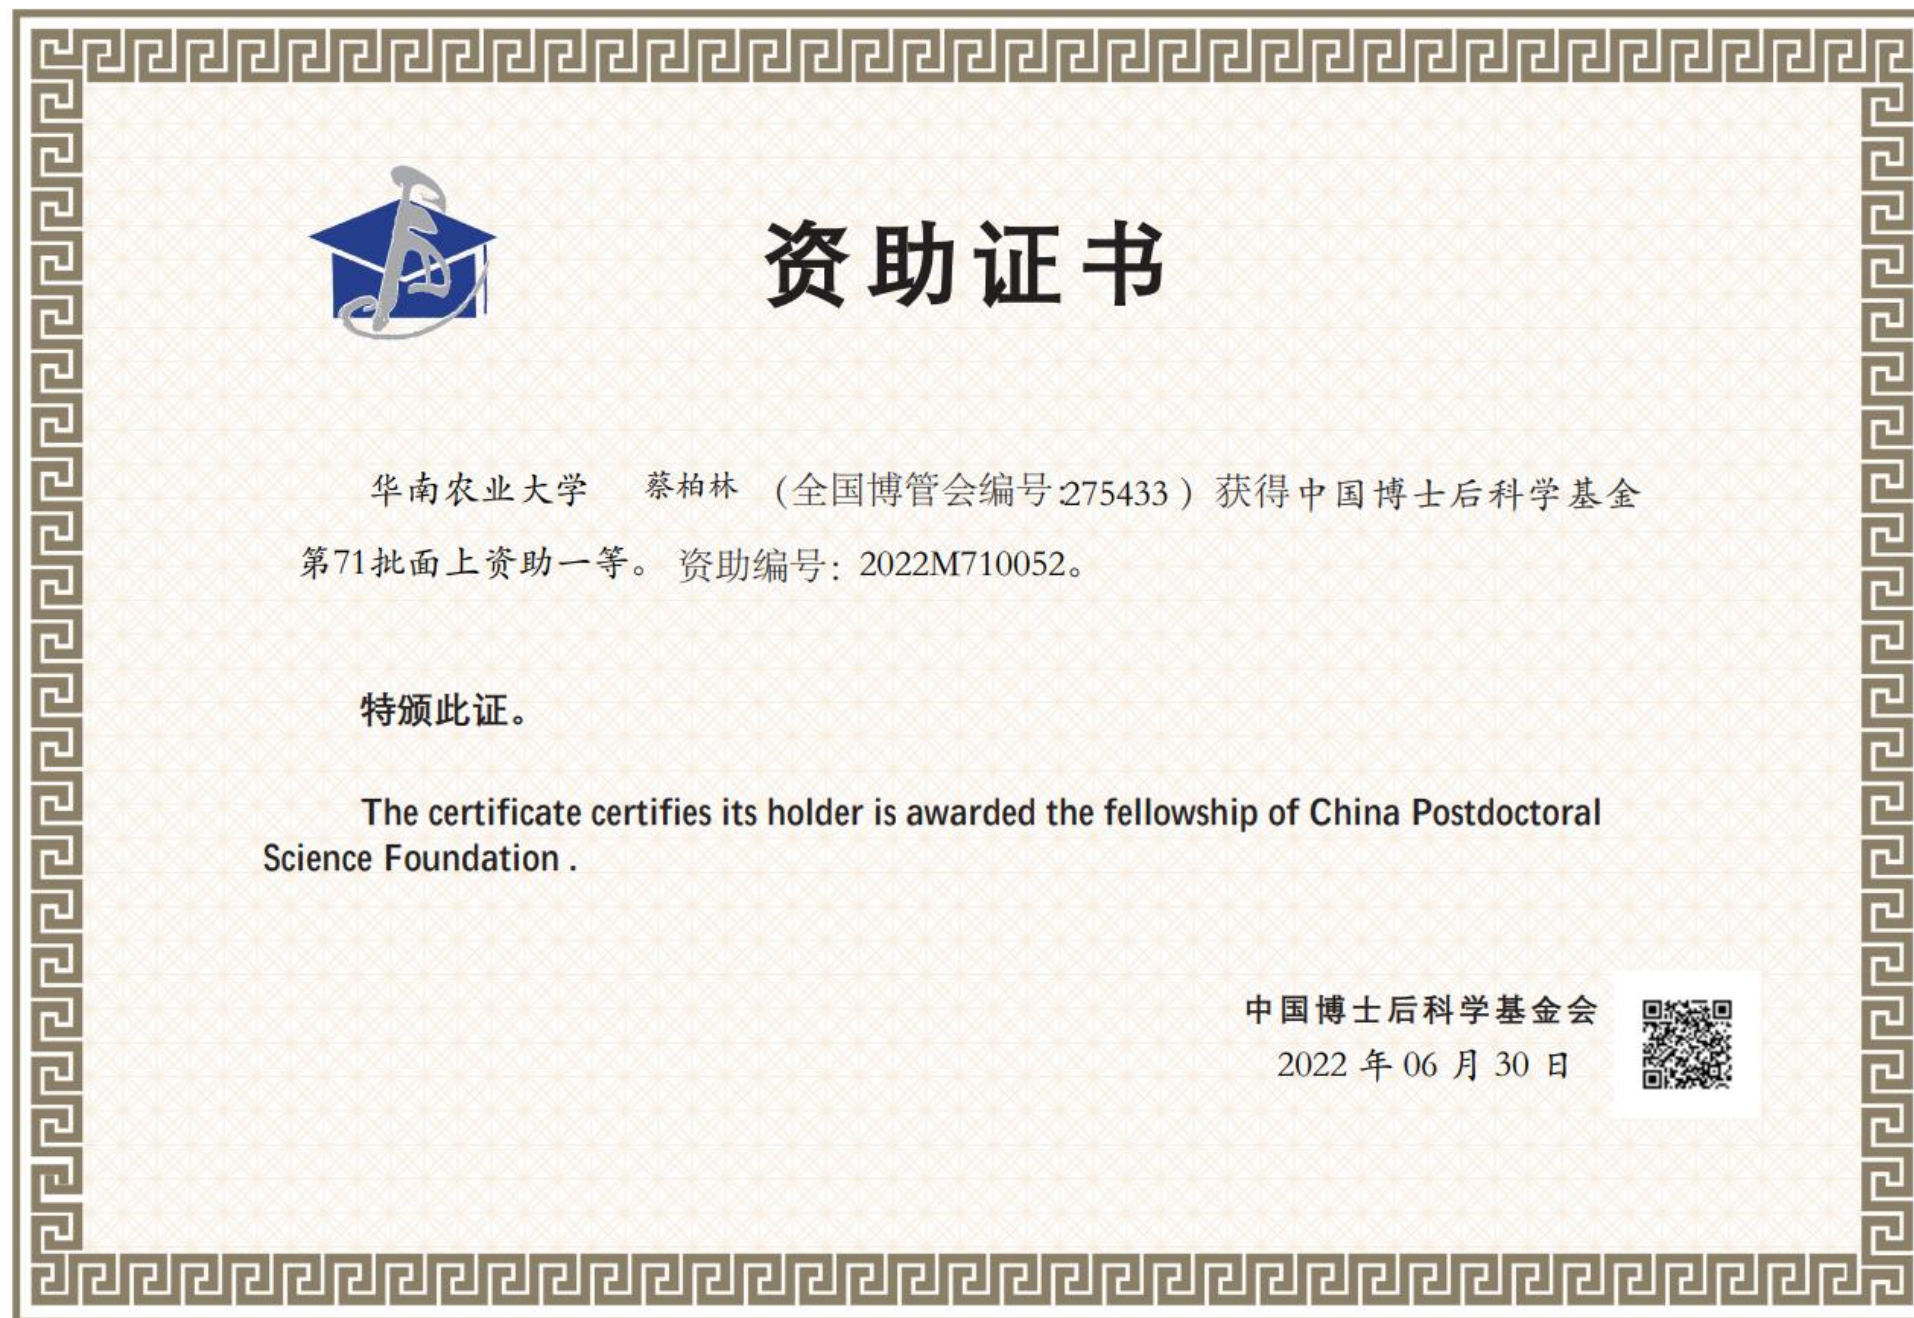 资助证书
华南农业大学 蔡柏林 （全国博管会编号:275433）获得中国博士后科学基金
第71批面上资助一等。资助编号：2022M710052。
特颁此证。
The certificate certifies its holder is awarded the fellowship of China Postdoctoral
Science Foundation .
中国博士后科学基金会
2022 年 06 月 30 日